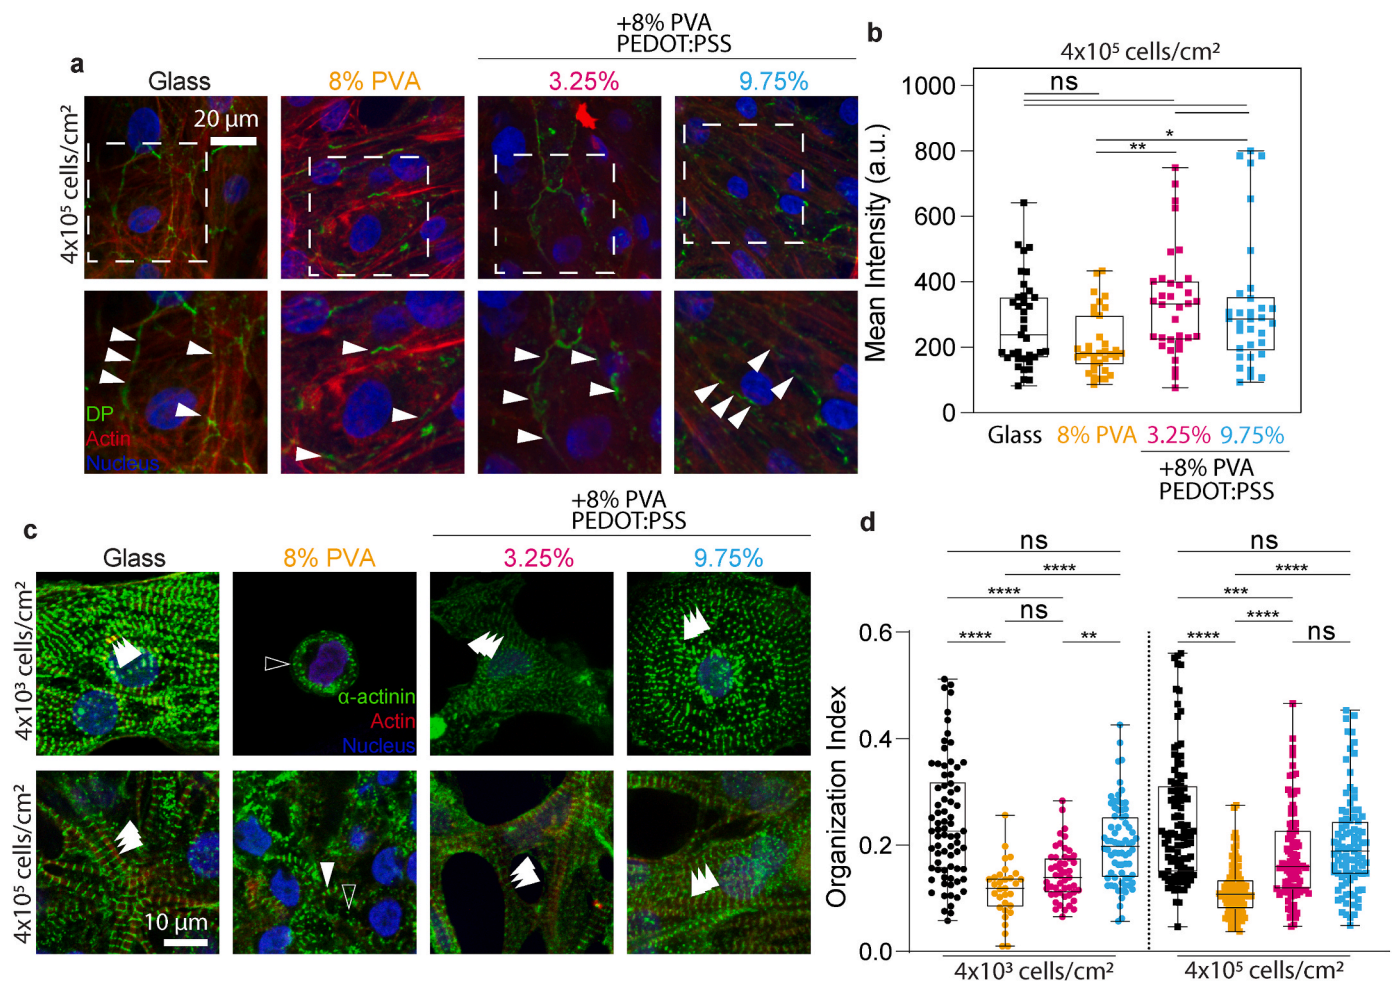 a
+8% PVA
PEDOT:PSS
Glass
8% PVA
3.25%
9.75%
4x10⁵ cells/cm²
20 µm
DP
Actin
Nucleus
b
4x10⁵ cells/cm²
Mean Intensity (a.u.)
1000
800
600
400
200
0
ns
*
**
Glass
8% PVA
3.25%
9.75%
+8% PVA
PEDOT:PSS
c
+8% PVA
PEDOT:PSS
Glass
8% PVA
3.25%
9.75%
4x10³ cells/cm²
α-actinin
Actin
Nucleus
4x10⁵ cells/cm²
10 µm
d
Organization Index
0.6
0.4
0.2
0.0
ns
****
****
ns
****
**
ns
****
***
****
****
ns
4x10³ cells/cm²
4x10⁵ cells/cm²